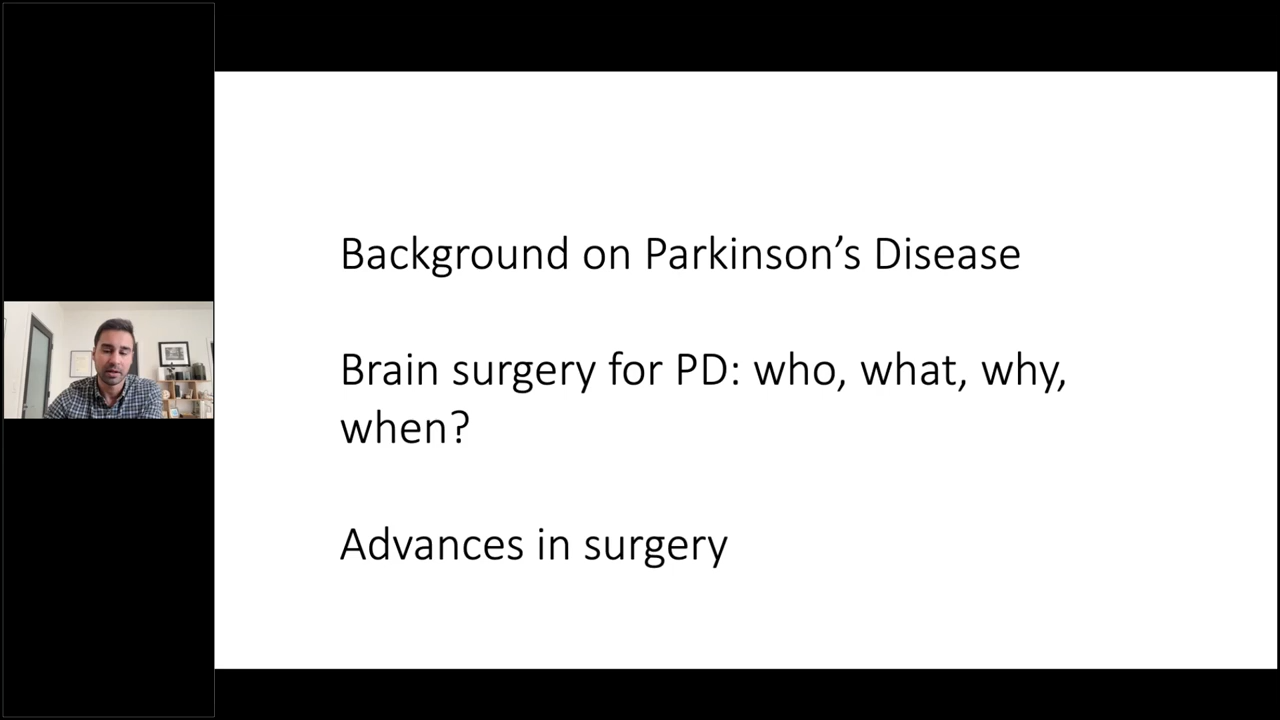 Background on Parkinson’s Disease
Brain surgery for PD: who, what, why,
when?
Advances in surgery